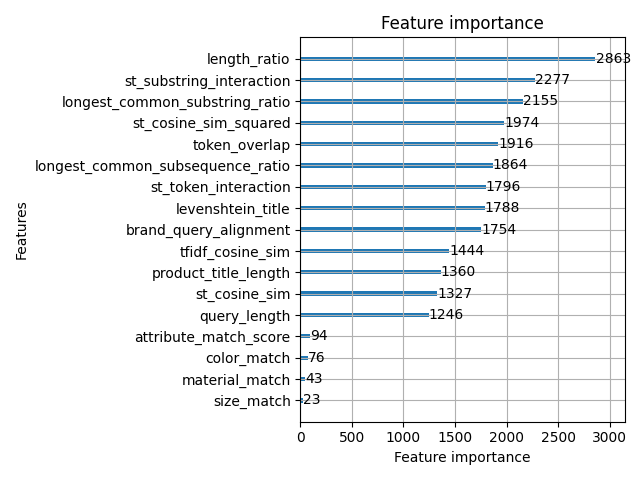 Feature importance
length_ratio 2863
st_substring_interaction 2277
longest_common_substring_ratio 2155
st_cosine_sim_squared 1974
token_overlap 1916
longest_common_subsequence_ratio 1864
st_token_interaction 1796
levenshtein_title 1788
brand_query_alignment 1754
tfidf_cosine_sim 1444
product_title_length 1360
st_cosine_sim 1327
query_length 1246
attribute_match_score 94
color_match 76
material_match 43
size_match 23
Features
0 500 1000 1500 2000 2500 3000
Feature importance